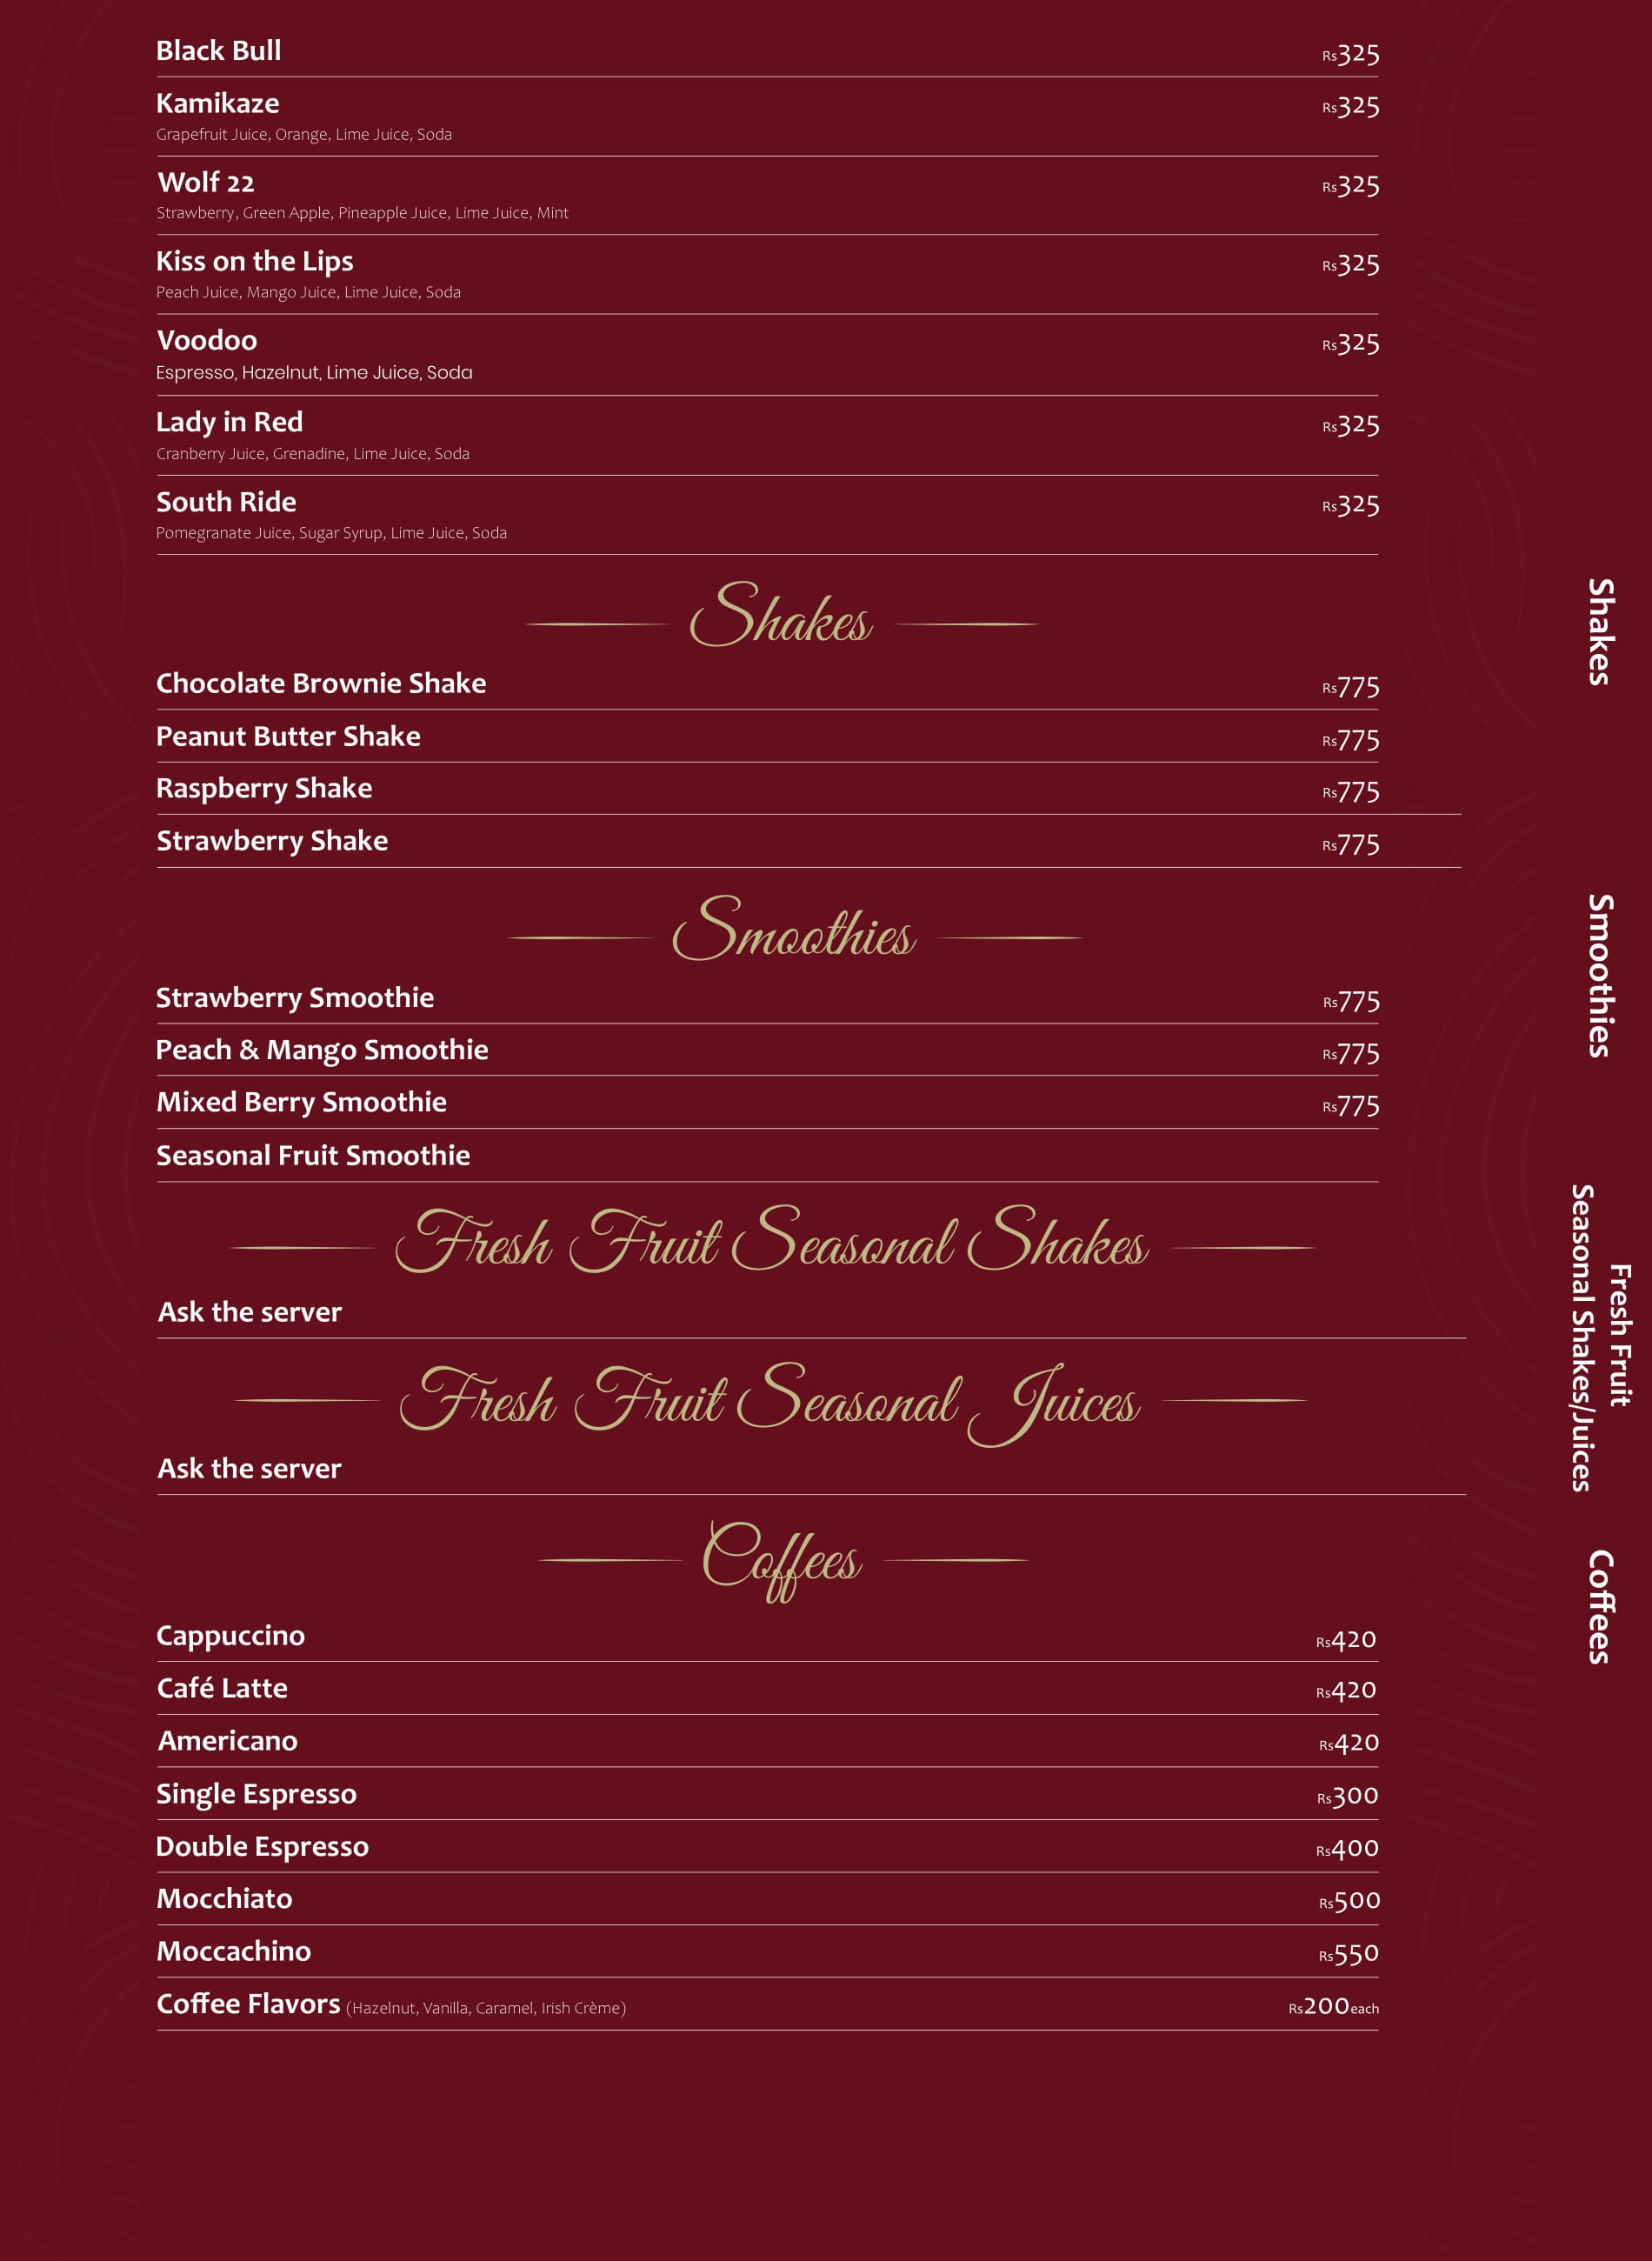 Black Bull Rs325
Kamikaze Rs325
Grapefruit Juice, Orange, Lime Juice, Soda
Wolf 22 Rs325
Strawberry, Green Apple, Pineapple Juice, Lime Juice, Mint
Kiss on the Lips Rs325
Peach Juice, Mango Juice, Lime Juice, Soda
Voodoo Rs325
Espresso, Hazelnut, Lime Juice, Soda
Lady in Red Rs325
Cranberry Juice, Grenadine, Lime Juice, Soda
South Ride Rs325
Pomegranate Juice, Sugar Syrup, Lime Juice, Soda
Shakes
Chocolate Brownie Shake Rs775
Peanut Butter Shake Rs775
Raspberry Shake Rs775
Strawberry Shake Rs775
Smoothies
Strawberry Smoothie Rs775
Peach & Mango Smoothie Rs775
Mixed Berry Smoothie Rs775
Seasonal Fruit Smoothie
Fresh Fruit Seasonal Shakes
Ask the server
Fresh Fruit Seasonal Juices
Ask the server
Coffees
Cappuccino Rs420
Café Latte Rs420
Americano Rs420
Single Espresso Rs300
Double Espresso Rs400
Mocchiato Rs500
Moccachino Rs550
Coffee Flavors (Hazelnut, Vanilla, Caramel, Irish Crème) Rs200each
Shakes
Smoothies
Fresh Fruit
Seasonal Shakes/Juices
Coffees